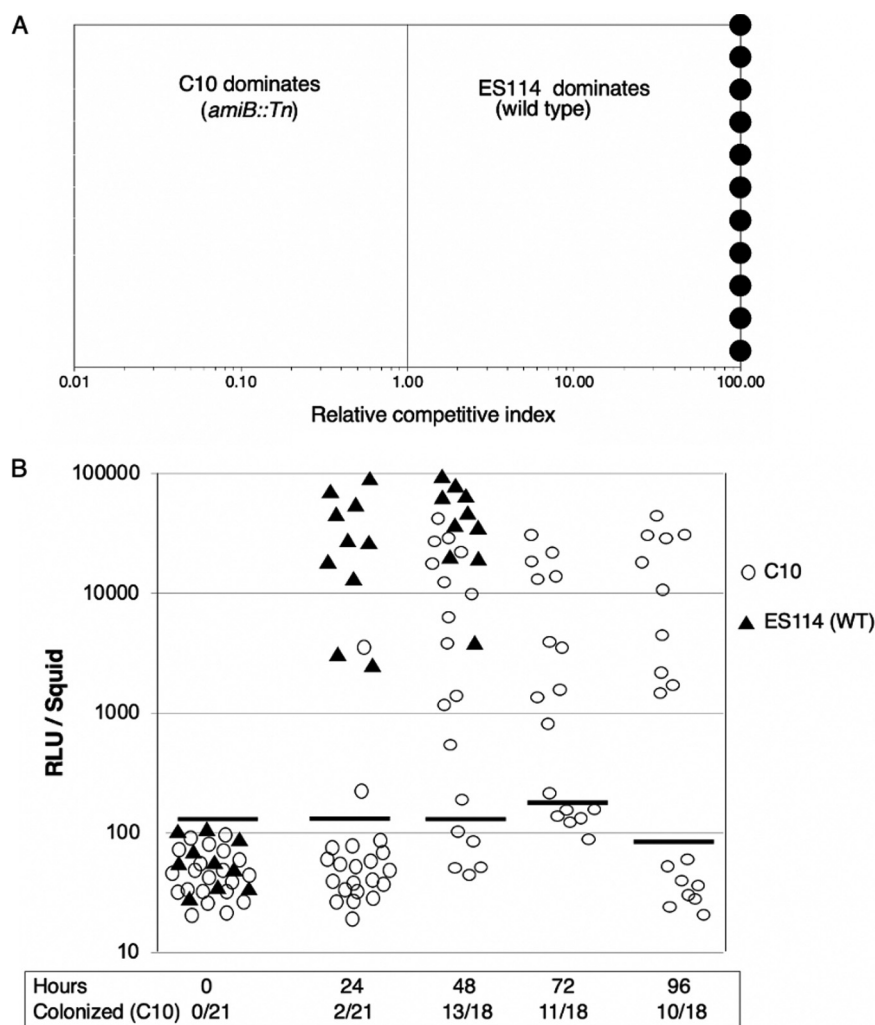 A
C10 dominates
(amiB::Tn)
ES114 dominates
(wild type)
0.01 0.10 1.00 10.00 100.00
Relative competitive index
B
RLU / Squid
100000
10000
1000
100
10
C10
ES114 (WT)
Hours 0 24 48 72 96
Colonized (C10) 0/21 2/21 13/18 11/18 10/18